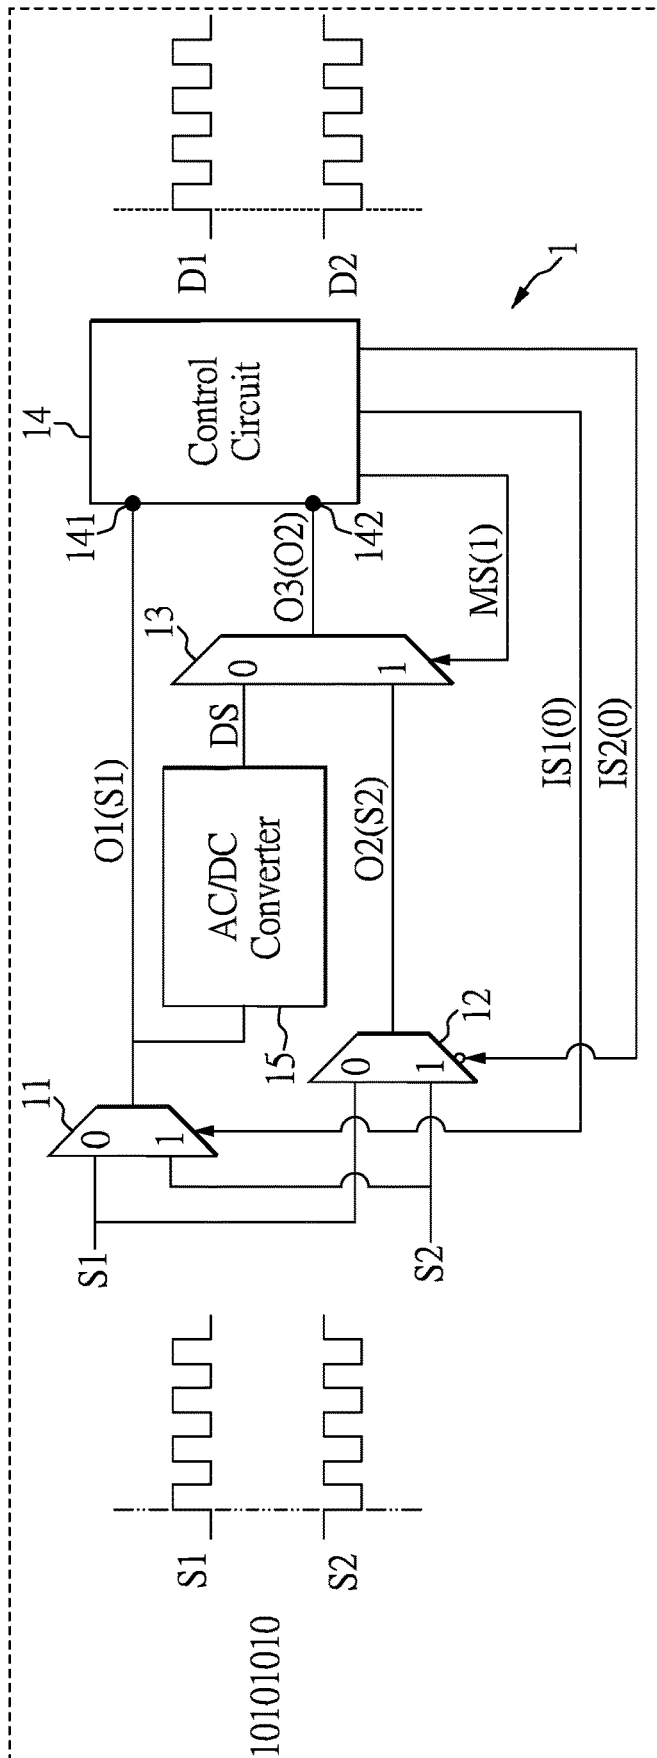 10101010
S1
S2
S1
S2
11
0
1
15
AC/DC
Converter
0
1
12
O1(S1)
DS
O2(S2)
13
0
1
O3(O2)
141
142
14
Control
Circuit
MS(1)
IS1(0)
IS2(0)
D1
D2
1